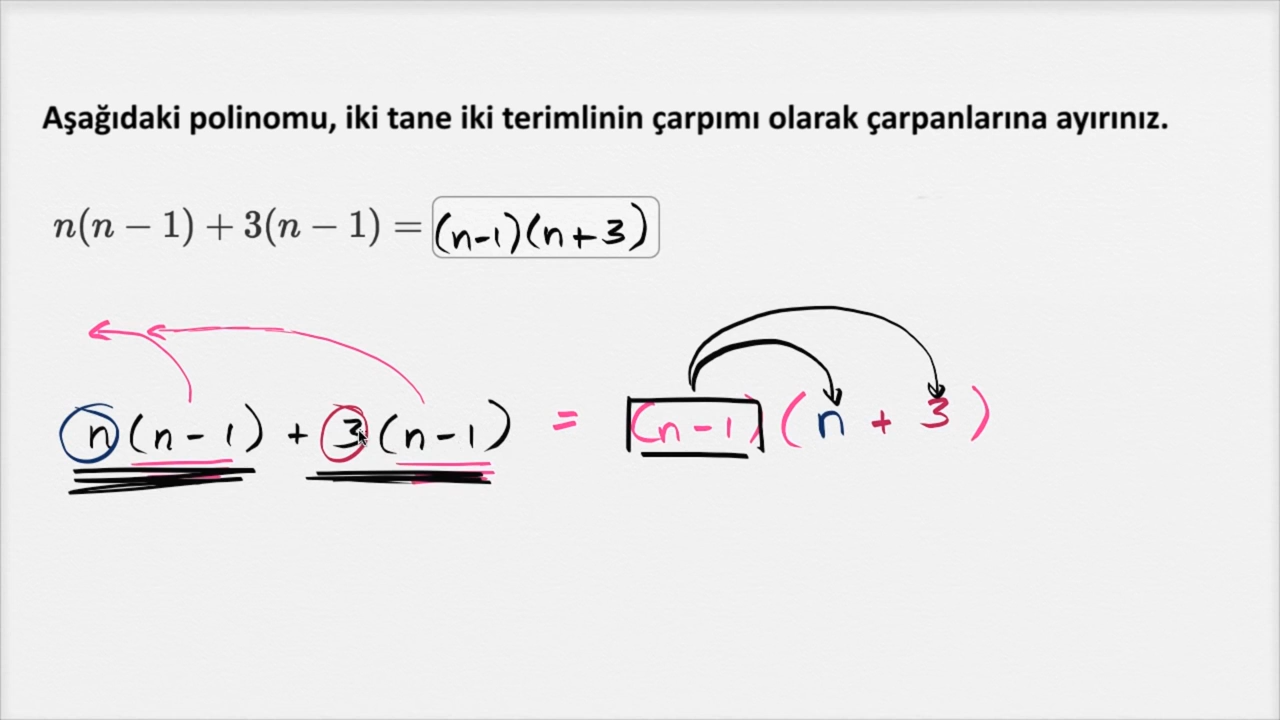 Aşağıdaki polinomu, iki tane iki terimlinin çarpımı olarak çarpanlarına ayırınız.
n(n − 1) + 3(n − 1) = (n-1)(n+3)
n(n-1) + 3(n-1) = (n-1)(n+3)